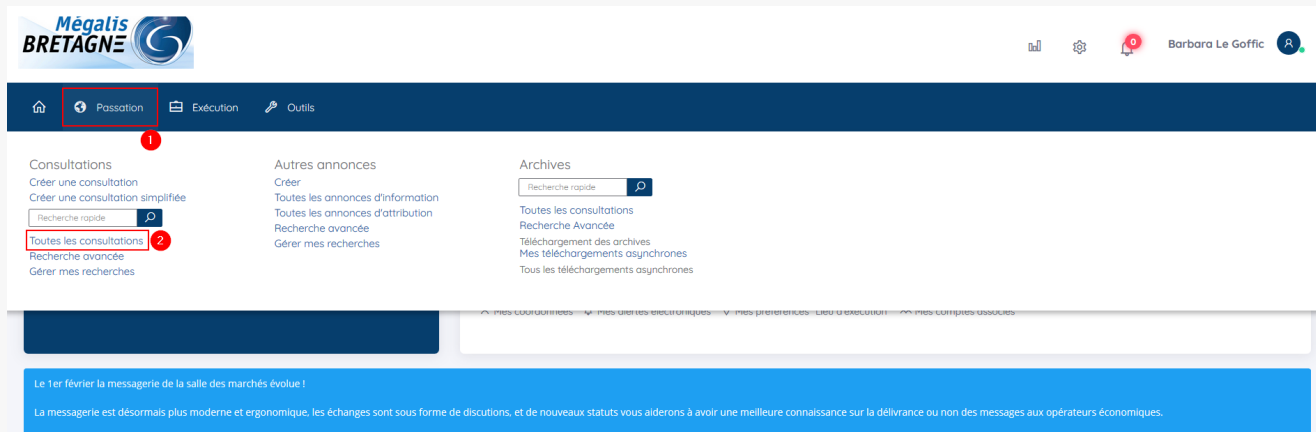 Mégalis
BRETAGNE
0
Barbara Le Goffic
Passation
Exécution
Outils
1
Consultations
Créer une consultation
Créer une consultation simplifiée
Recherche rapide
Toutes les consultations
2
Recherche avancée
Gérer mes recherches
Autres annonces
Créer
Toutes les annonces d'information
Toutes les annonces d'attribution
Recherche avancée
Gérer mes recherches
Archives
Recherche rapide
Toutes les consultations
Recherche Avancée
Téléchargement des archives
Mes téléchargements asynchrones
Tous les téléchargements asynchrones
Mes coordonnées
Mes alertes électroniques
Mes préférences "Lieu d'exécution"
Mes comptes associés
Le 1er février la messagerie de la salle des marchés évolue !
La messagerie est désormais plus moderne et ergonomique, les échanges sont sous forme de discutions, et de nouveaux statuts vous aiderons à avoir une meilleure connaissance sur la délivrance ou non des messages aux opérateurs économiques.